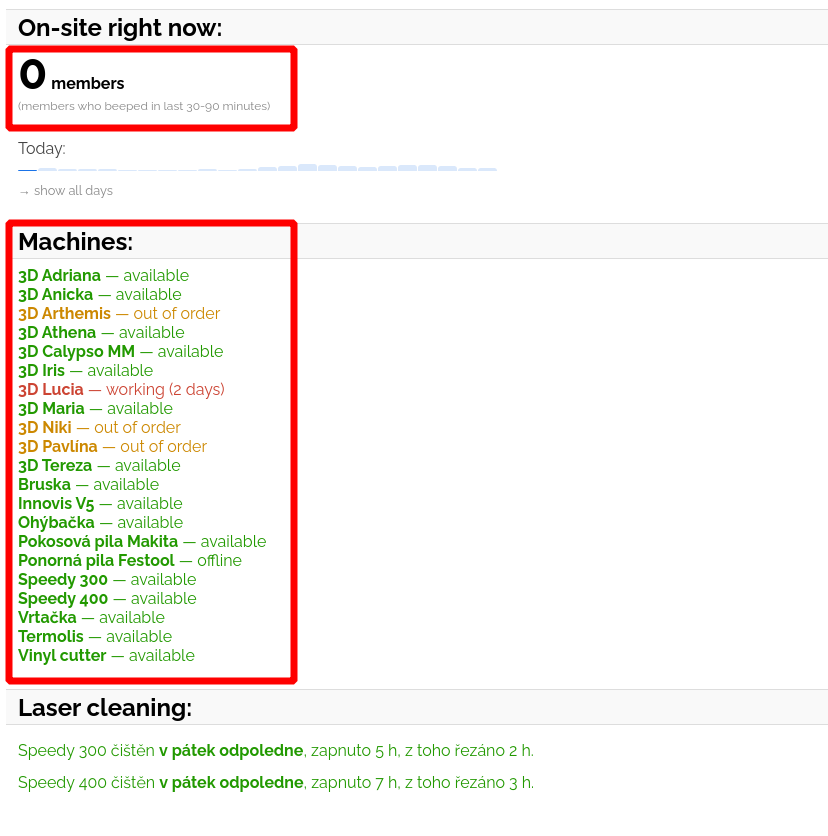 On-site right now:
0 members
(members who beeped in last 30-90 minutes)
Today:
→ show all days
Machines:
3D Adriana — available
3D Anicka — available
3D Arthemis — out of order
3D Athena — available
3D Calypso MM — available
3D Iris — available
3D Lucia — working (2 days)
3D Maria — available
3D Niki — out of order
3D Pavlína — out of order
3D Tereza — available
Bruska — available
Innovis V5 — available
Ohýbačka — available
Pokosová pila Makita — available
Ponorná pila Festool — offline
Speedy 300 — available
Speedy 400 — available
Vrtačka — available
Termolis — available
Vinyl cutter — available
Laser cleaning:
Speedy 300 čištěn v pátek odpoledne, zapnuto 5 h, z toho řezáno 2 h.
Speedy 400 čištěn v pátek odpoledne, zapnuto 7 h, z toho řezáno 3 h.